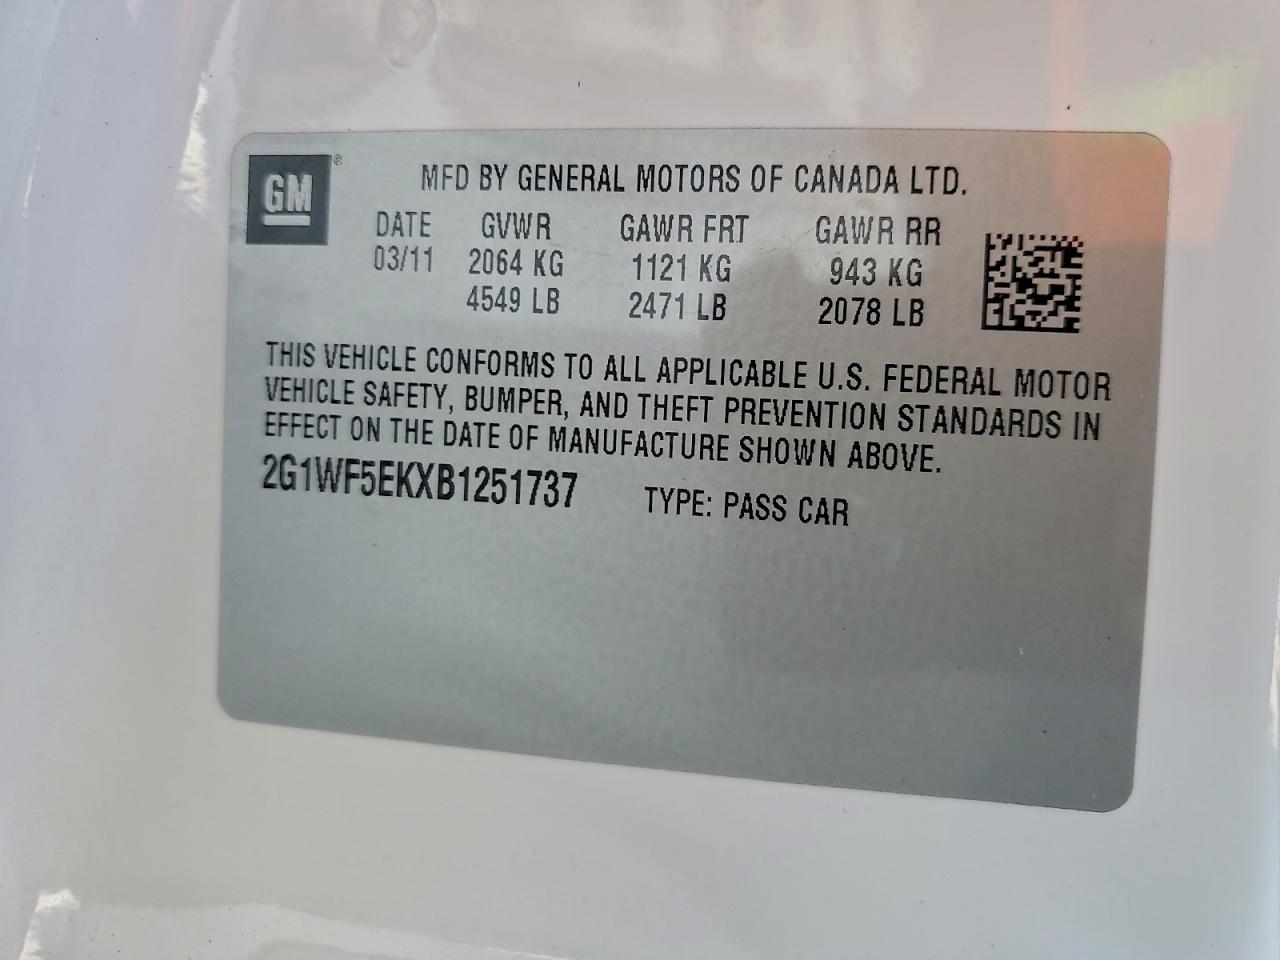 GM ®
MFD BY GENERAL MOTORS OF CANADA LTD.
DATE GVWR GAWR FRT GAWR RR
03/11 2064 KG 1121 KG 943 KG
4549 LB 2471 LB 2078 LB
THIS VEHICLE CONFORMS TO ALL APPLICABLE U.S. FEDERAL MOTOR
VEHICLE SAFETY, BUMPER, AND THEFT PREVENTION STANDARDS IN
EFFECT ON THE DATE OF MANUFACTURE SHOWN ABOVE.
2G1WF5EKXB1251737 TYPE: PASS CAR